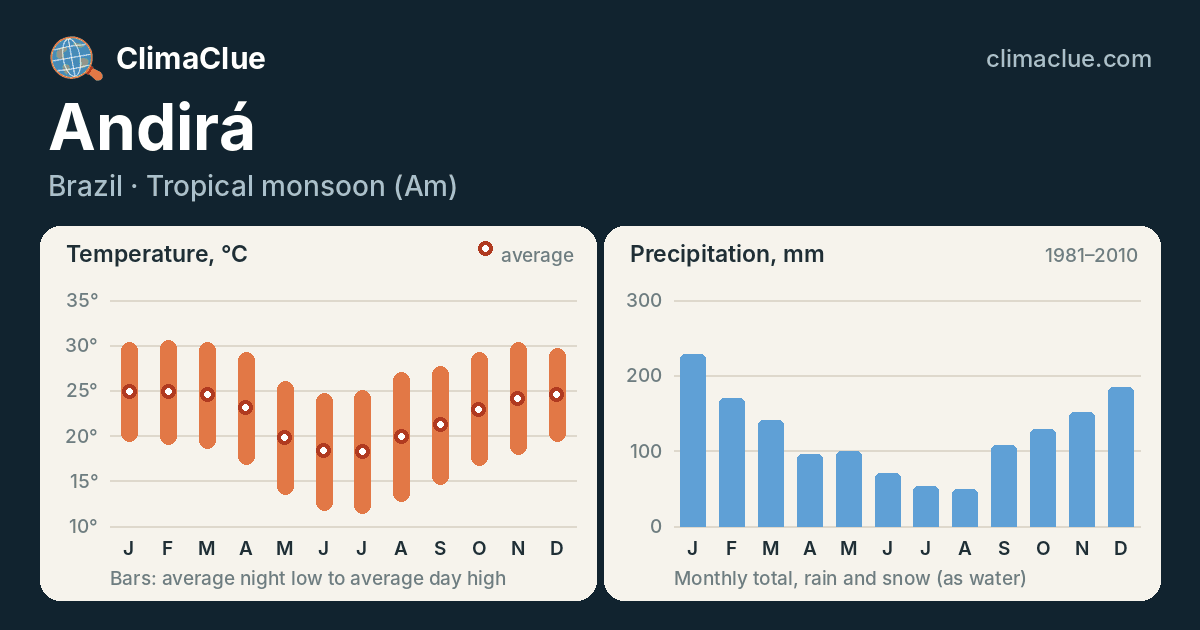 ClimaClue
climaclue.com
Andirá
Brazil · Tropical monsoon (Am)
Temperature, °C
average
35°
30°
25°
20°
15°
10°
J F M A M J J A S O N D
Bars: average night low to average day high
Precipitation, mm
1981–2010
300
200
100
0
J F M A M J J A S O N D
Monthly total, rain and snow (as water)